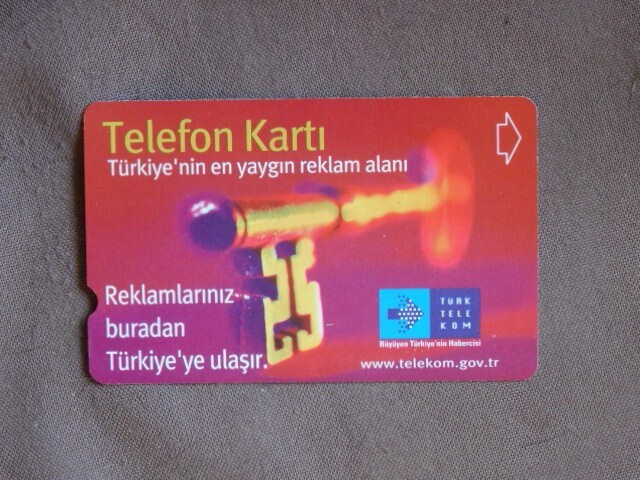 Telefon Kartı
Türkiye'nin en yaygın reklam alanı
Reklamlarınız
buradan
Türkiye'ye ulaşır.
TÜRK
TELE
KOM
Büyüyen Türkiye'nin Habercisi
www.telekom.gov.tr